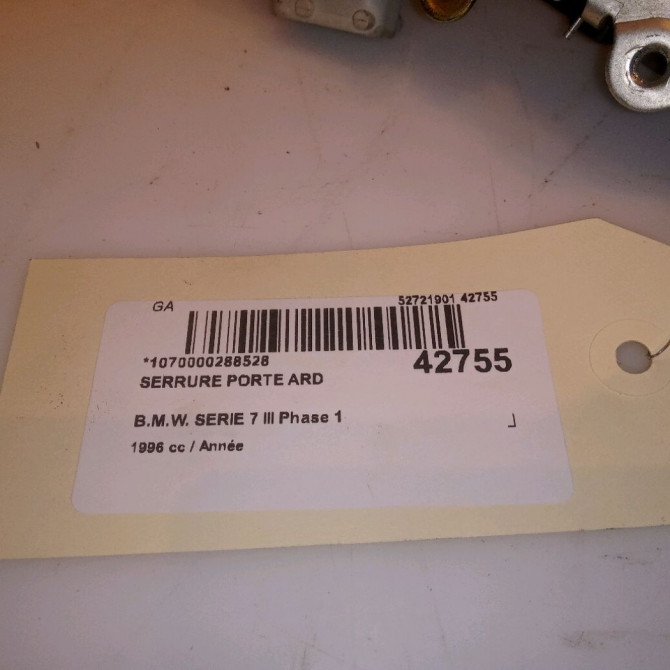 GA 52721901 42755
*1070000288528 42755
SERRURE PORTE ARD
B.M.W. SERIE 7 III Phase 1
1996 cc / Année